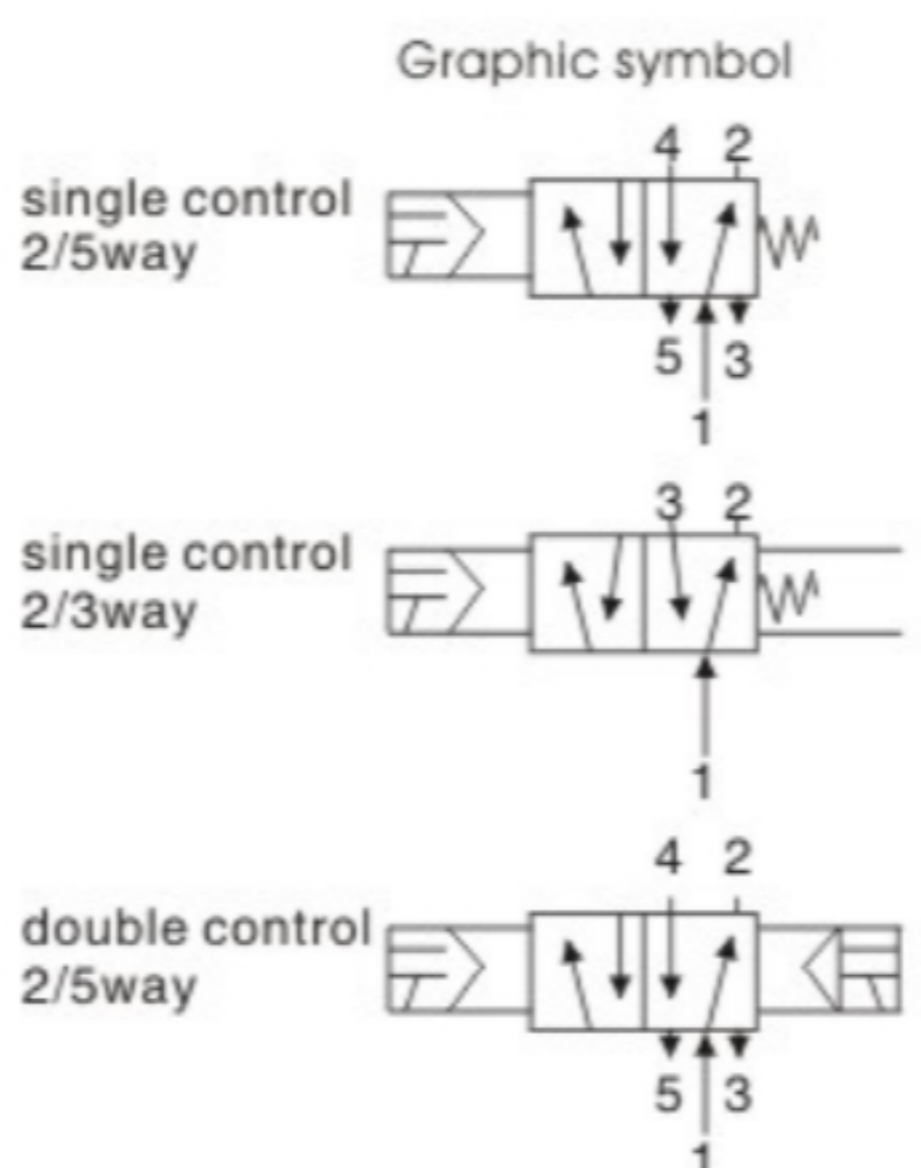 Graphic symbol
4 2
single control
2/5way
5 3
1
3 2
single control
2/3way
1
4 2
double control
2/5way
5 3
1